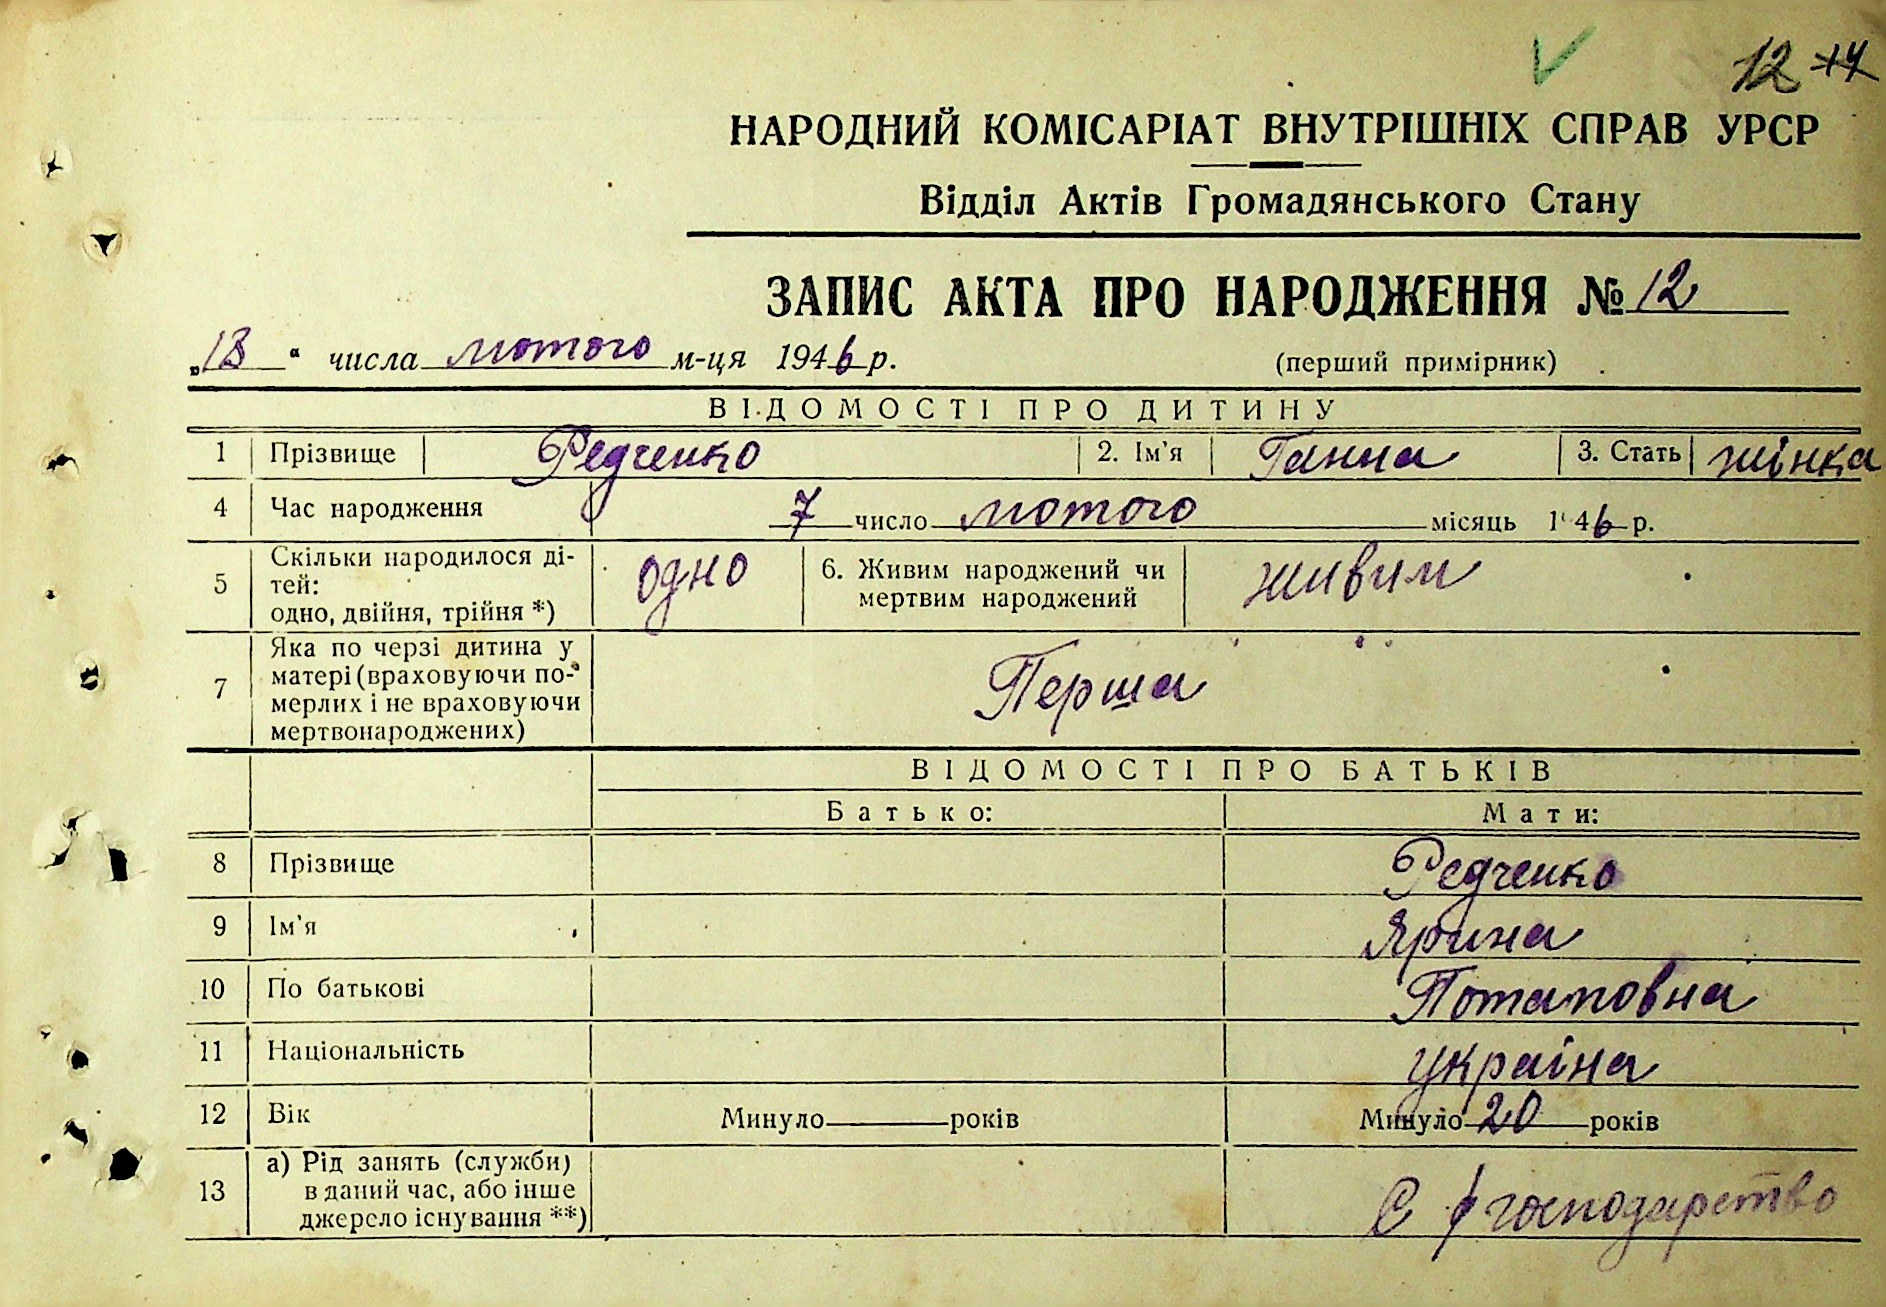 12 14
НАРОДНИЙ КОМІСАРІАТ ВНУТРІШНІХ СПРАВ УРСР
Відділ Актів Громадянського Стану
ЗАПИС АКТА ПРО НАРОДЖЕННЯ № 12
„13“ числа лютого м-ця 1946 р. (перший примірник)
ВІДОМОСТІ ПРО ДИТИНУ
1 Прізвище Редченко 2. Ім'я Ганна 3. Стать жінка
4 Час народження 7 число лютого місяць 1946 р.
5 Скільки народилося ді-
тей:
одно, двійня, трійня *) одно 6. Живим народжений чи
мертвим народжений живим
7 Яка по черзі дитина у
матері (враховуючи по-
мерлих і не враховуючи
мертвонароджених) Перша
ВІДОМОСТІ ПРО БАТЬКІВ
Батько: Мати:
8 Прізвище Редченко
9 Ім'я Ярина
10 По батькові Потаповна
11 Національність україна
12 Вік Минуло ——— років Минуло 20 років
13 а) Рід занять (служби)
в даний час, або інше
джерело існування **) С/господарство